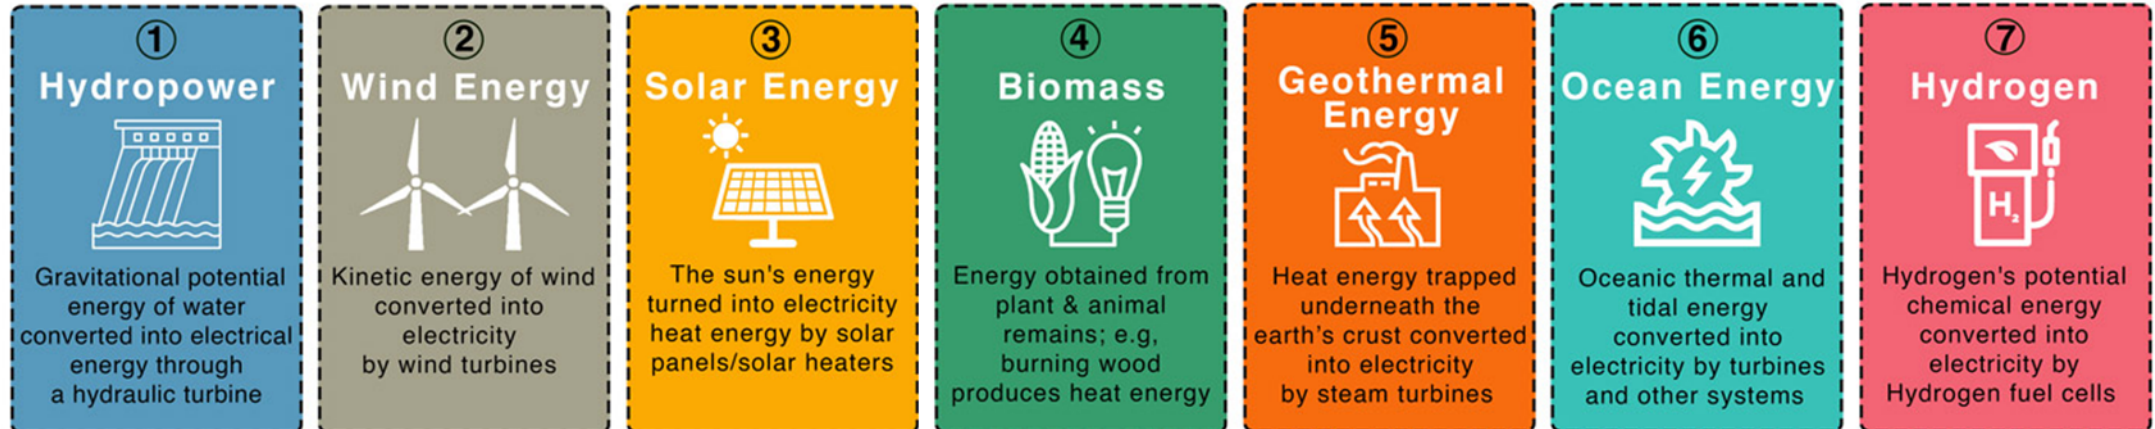 ①
Hydropower
Gravitational potential
energy of water
converted into electrical
energy through
a hydraulic turbine
②
Wind Energy
Kinetic energy of wind
converted into
electricity
by wind turbines
③
Solar Energy
The sun's energy
turned into electricity
heat energy by solar
panels/solar heaters
④
Biomass
Energy obtained from
plant & animal
remains; e.g,
burning wood
produces heat energy
⑤
Geothermal
Energy
Heat energy trapped
underneath the
earth's crust converted
into electricity
by steam turbines
⑥
Ocean Energy
Oceanic thermal and
tidal energy
converted into
electricity by turbines
and other systems
⑦
Hydrogen
H₂
Hydrogen's potential
chemical energy
converted into
electricity by
Hydrogen fuel cells